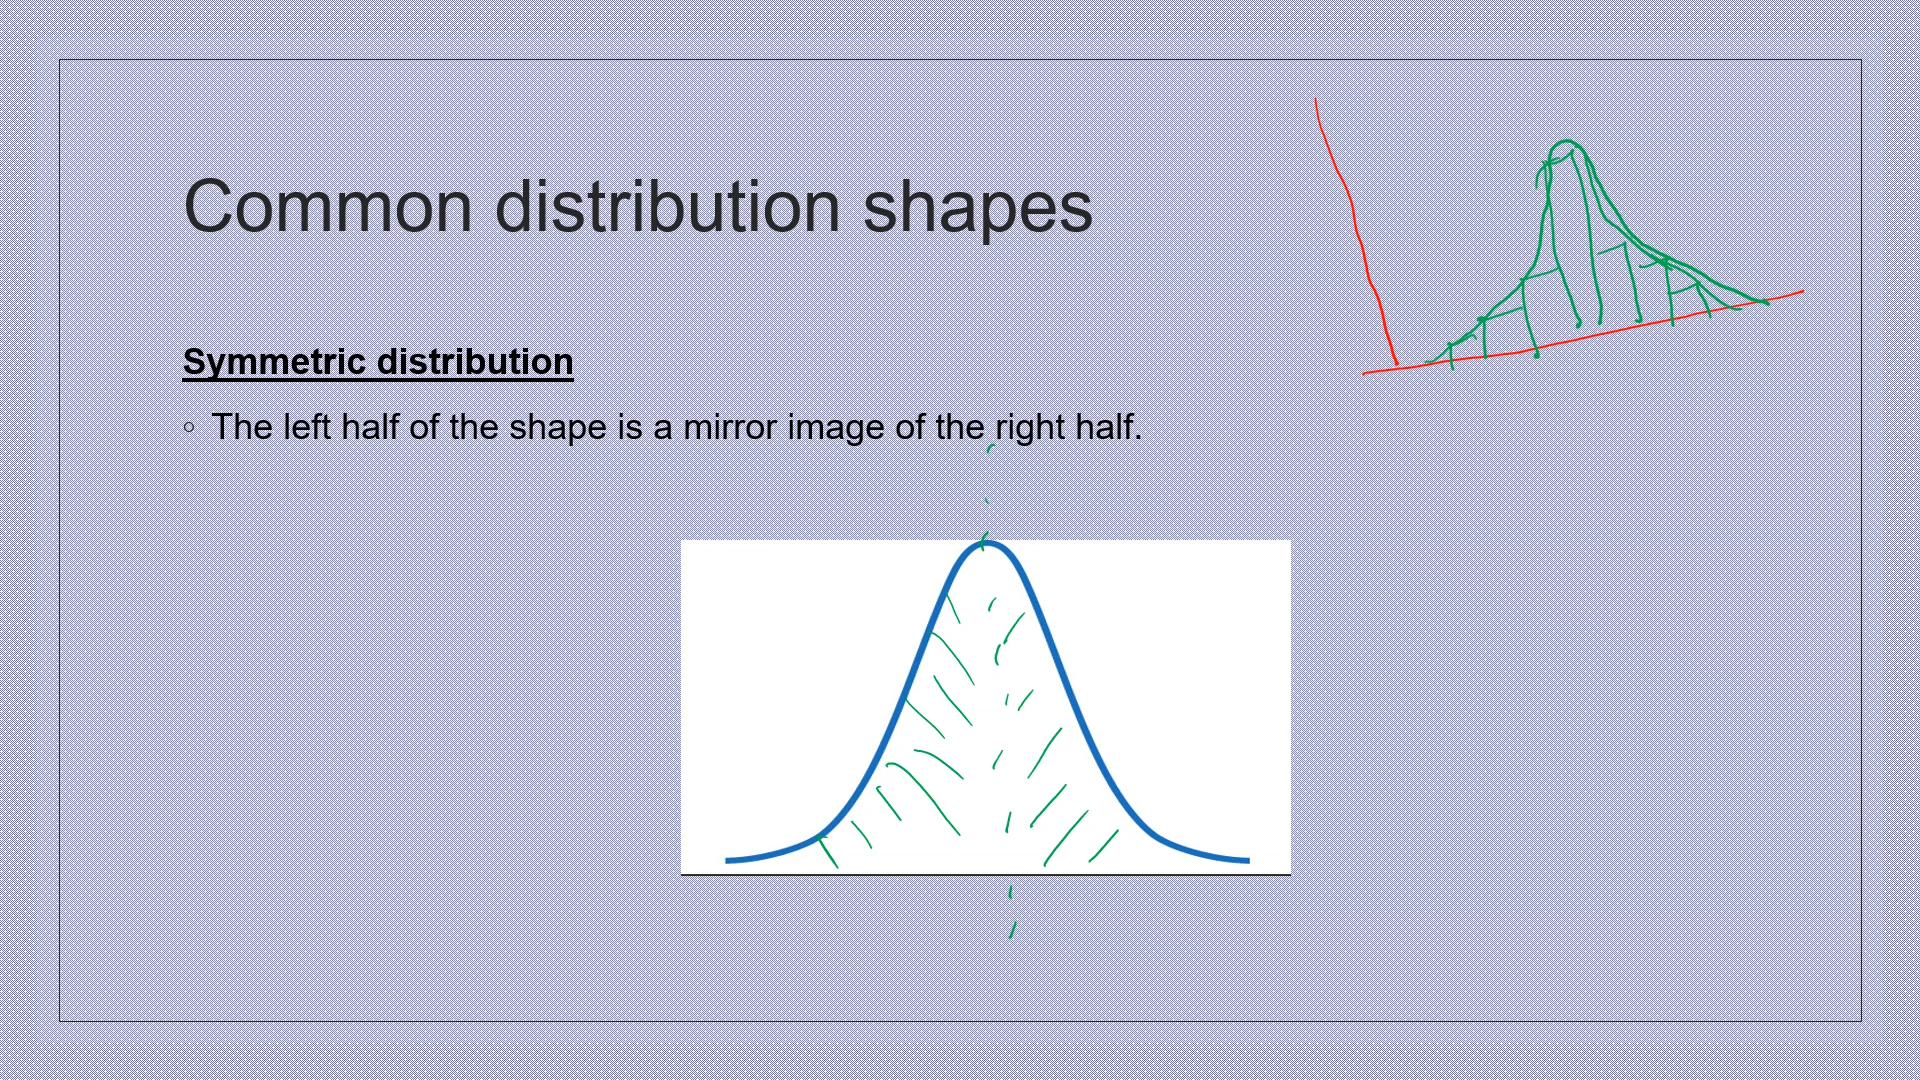 Common distribution shapes
Symmetric distribution
◦ The left half of the shape is a mirror image of the right half.